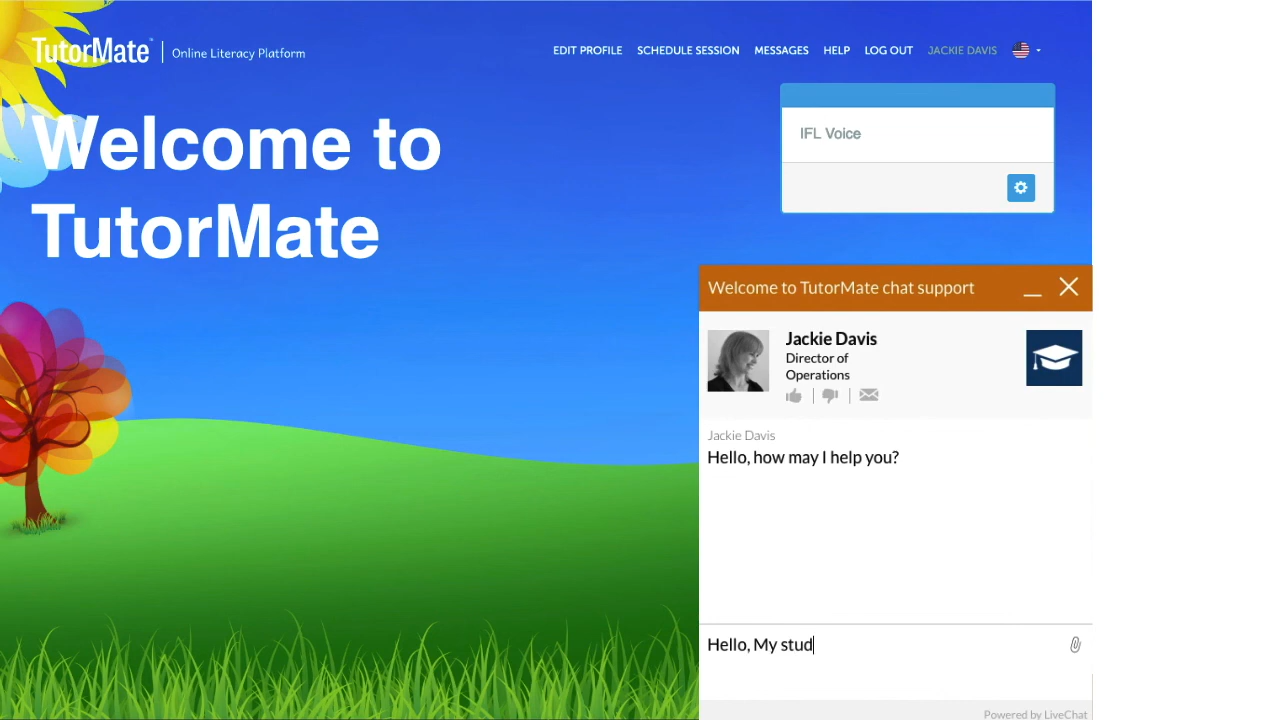 TutorMate™ | Online Literacy Platform
EDIT PROFILE SCHEDULE SESSION MESSAGES HELP LOG OUT JACKIE DAVIS
Welcome to
TutorMate
IFL Voice
Welcome to TutorMate chat support
Jackie Davis
Director of
Operations
Jackie Davis
Hello, how may I help you?
Hello, My stud
Powered by LiveChat